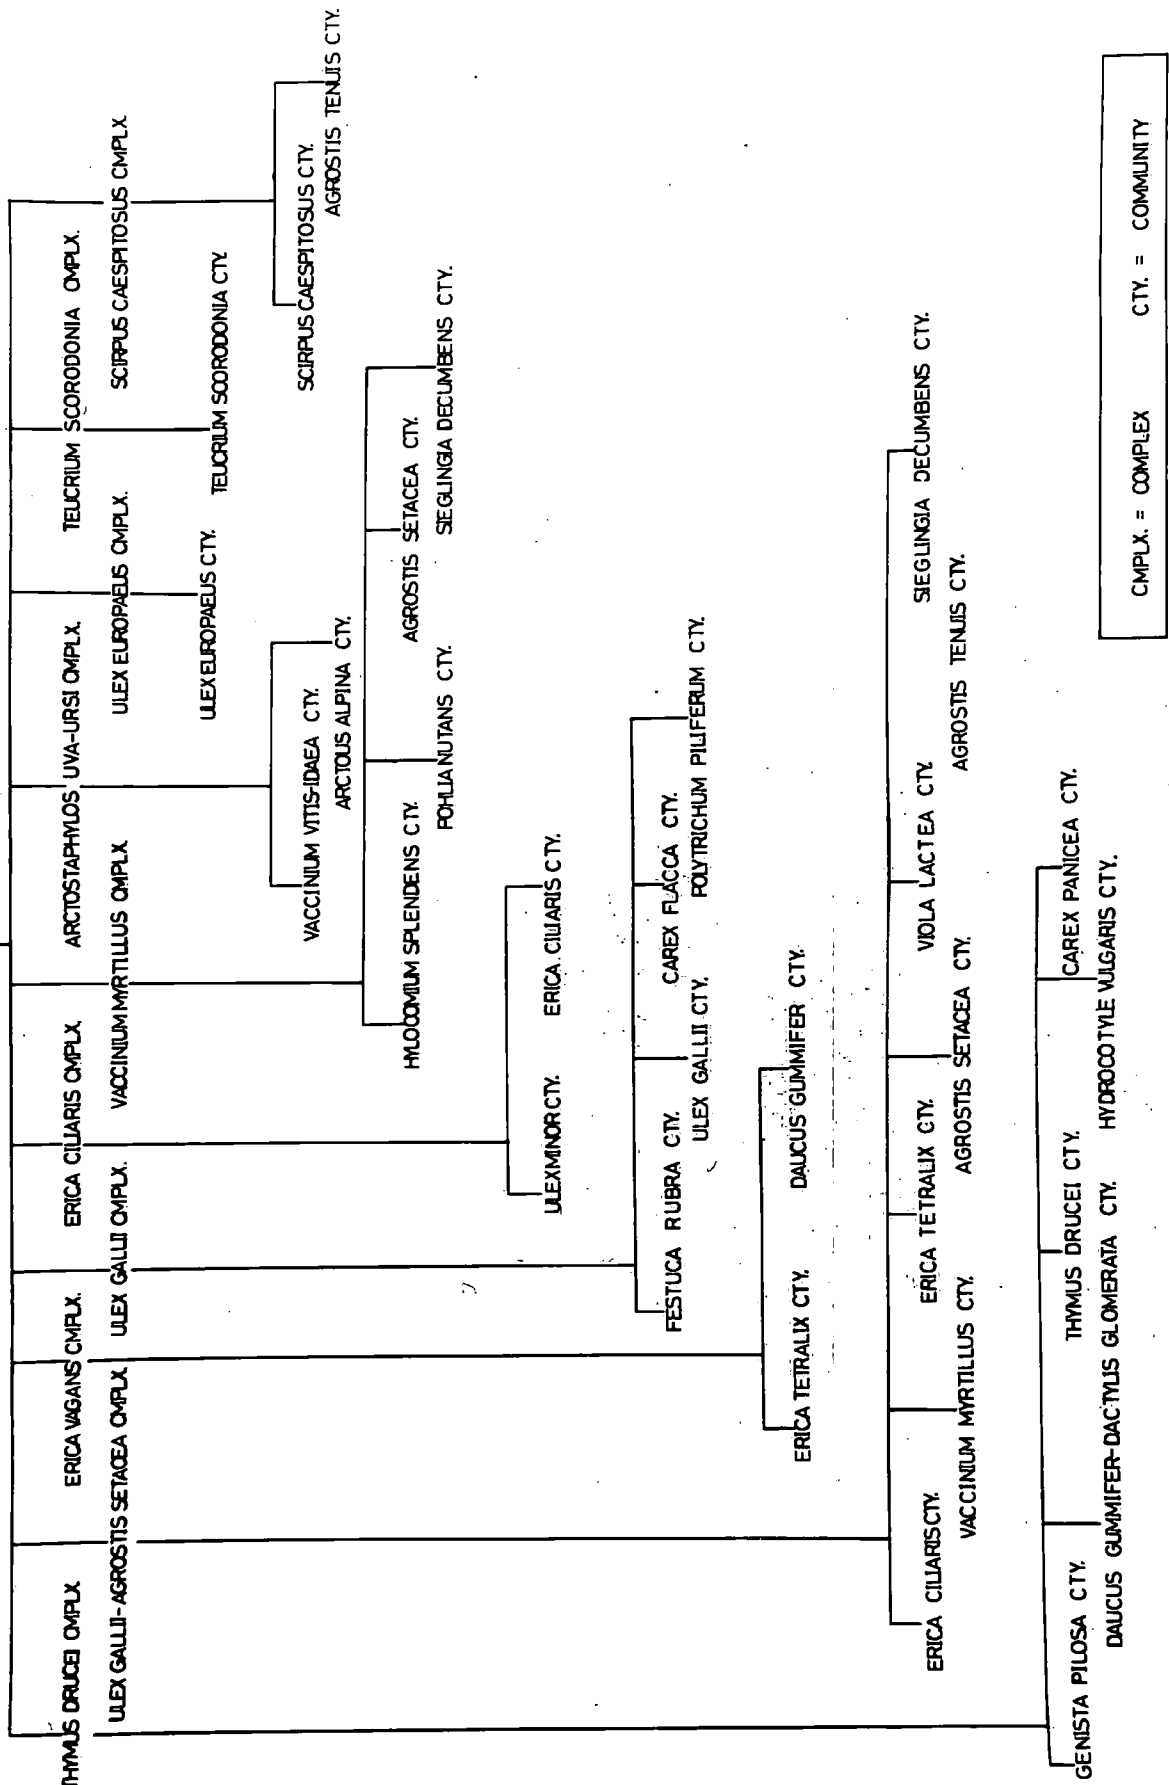 THYMUS DRUCEI CMPLX.
ERICA VAGANS CMPLX.
ERICA CILIARIS CMPLX.
ARCTOSTAPHYLOS UVA-URSI CMPLX.
TEUCRIUM SCORODONIA CMPLX.
ULEX GALLII-AGROSTIS SETACEA CMPLX.
ULEX GALLII CMPLX.
VACCINIUM MYRTILLUS CMPLX.
ULEX EUROPAEUS CMPLX.
SCIRPUS CAESPITOSUS CMPLX.
ULEX EUROPAEUS CTY.
TEUCRIUM SCORODONIA CTY.
VACCINIUM VITIS-IDAEA CTY.
SCIRPUS CAESPITOSUS CTY.
ARCTOUS ALPINA CTY.
AGROSTIS TENUIS CTY.
HYLOCOMIUM SPLENDENS CTY.
AGROSTIS SETACEA CTY.
POHLIA NUTANS CTY.
SIEGLINGIA DECUMBENS CTY.
ULEX MINOR CTY.
ERICA CILIARIS CTY.
FESTUCA RUBRA CTY.
CAREX FLACCA CTY.
ULEX GALLII CTY.
POLYTRICHUM PILIFERUM CTY.
ERICA TETRALIX CTY.
DAUCUS GUMMIFER CTY.
ERICA CILIARIS CTY.
ERICA TETRALIX CTY.
VIOLA LACTEA CTY.
SIEGLINGIA DECUMBENS CTY.
VACCINIUM MYRTILLUS CTY.
AGROSTIS SETACEA CTY.
AGROSTIS TENUIS CTY.
GENISTA PILOSA CTY.
THYMUS DRUCEI CTY.
CAREX PANICEA CTY.
DAUCUS GUMMIFER-DACTYLIS GLOMERATA CTY.
HYDROCOTYLE VULGARIS CTY.
CMPLX. = COMPLEX CTY. = COMMUNITY